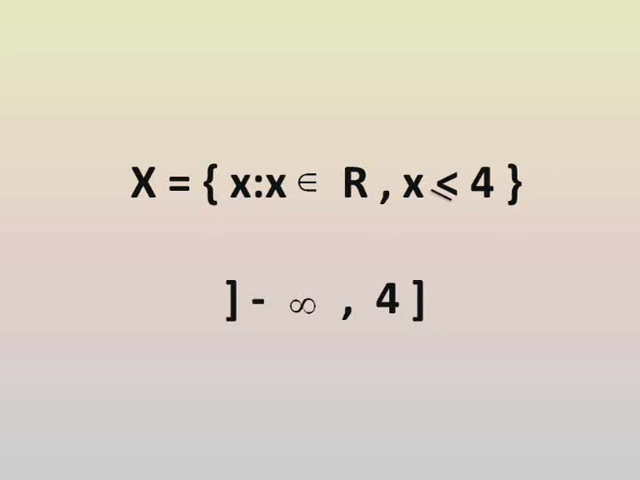 X = { x:x ∈ R , x ≤ 4 }
] - ∞ , 4 ]